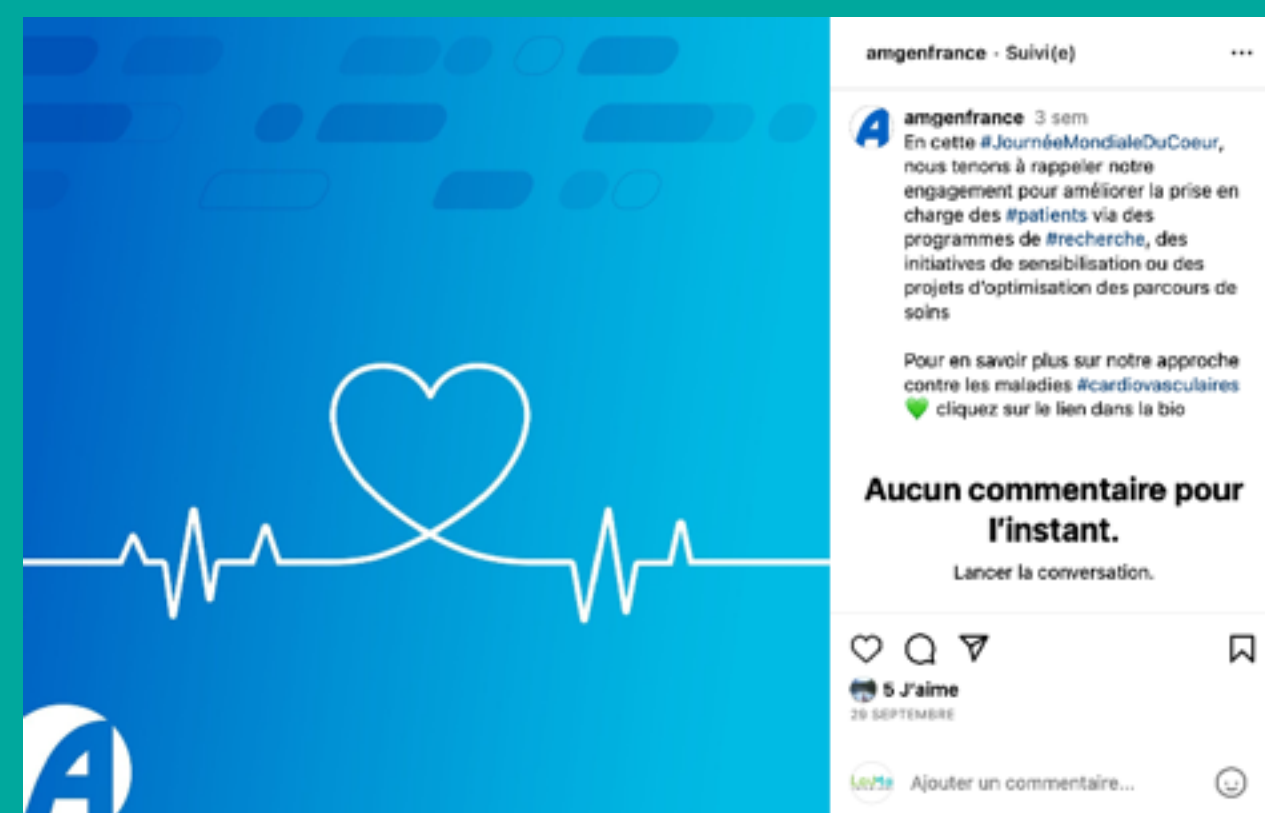 amgenfrance · Suivi(e)
amgenfrance 3 sem
En cette #JournéeMondialeDuCoeur,
nous tenons à rappeler notre
engagement pour améliorer la prise en
charge des #patients via des
programmes de #recherche, des
initiatives de sensibilisation ou des
projets d'optimisation des parcours de
soins
Pour en savoir plus sur notre approche
contre les maladies #cardiovasculaires
💚 cliquez sur le lien dans la bio
Aucun commentaire pour
l'instant.
Lancer la conversation.
5 J'aime
29 SEPTEMBRE
Ajouter un commentaire...
A